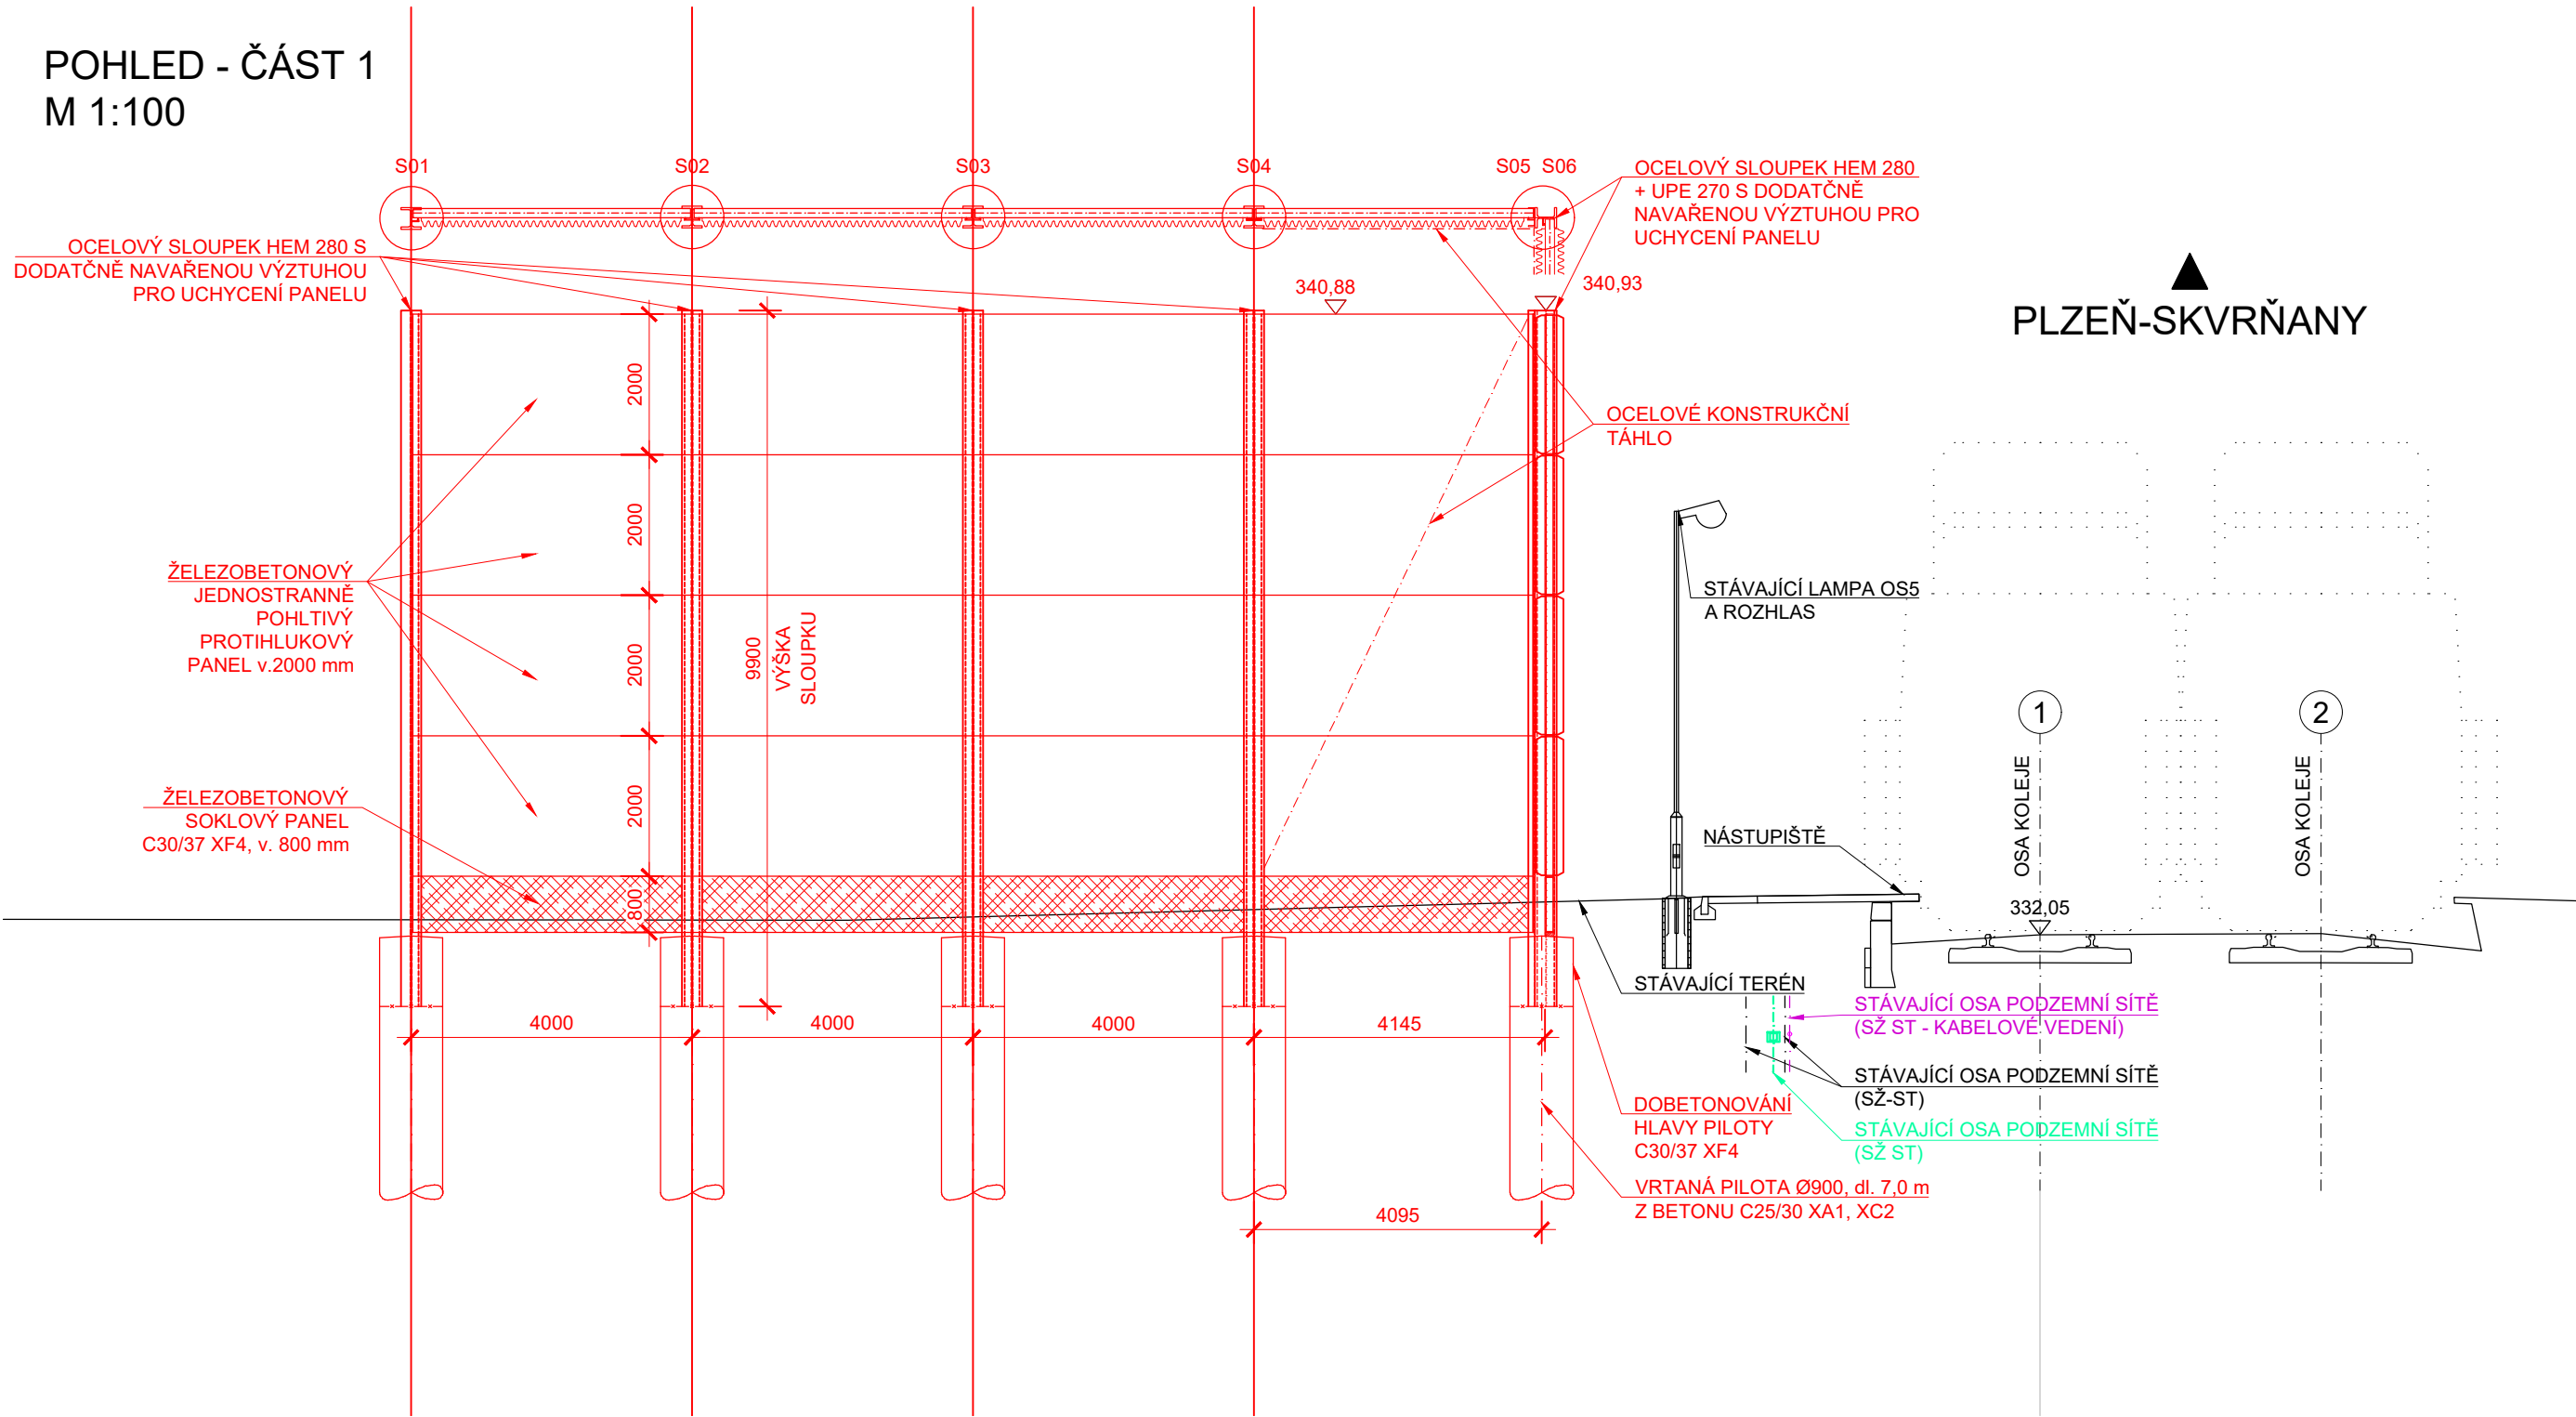 POHLED - ČÁST 1
M 1:100
S01
S02
S03
S04
S05
S06
OCELOVÝ SLOUPEK HEM 280
+ UPE 270 S DODATČNĚ
NAVAŘENOU VÝZTUHOU PRO
UCHYCENÍ PANELU
OCELOVÝ SLOUPEK HEM 280 S
DODATČNĚ NAVAŘENOU VÝZTUHOU
PRO UCHYCENÍ PANELU
340,88
340,93
PLZEŇ-SKVRŇANY
2000
2000
2000
2000
800
9900
VÝŠKA
SLOUPKU
OCELOVÉ KONSTRUKČNÍ
TÁHLO
ŽELEZOBETONOVÝ
JEDNOSTRANNĚ
POHLTIVÝ
PROTIHLUKOVÝ
PANEL v.2000 mm
STÁVAJÍCÍ LAMPA OS5
A ROZHLAS
1
2
OSA KOLEJE
OSA KOLEJE
ŽELEZOBETONOVÝ
SOKLOVÝ PANEL
C30/37 XF4, v. 800 mm
NÁSTUPIŠTĚ
332,05
STÁVAJÍCÍ TERÉN
4000
4000
4000
4145
STÁVAJÍCÍ OSA PODZEMNÍ SÍTĚ
(SŽ ST - KABELOVÉ VEDENÍ)
STÁVAJÍCÍ OSA PODZEMNÍ SÍTĚ
(SŽ-ST)
STÁVAJÍCÍ OSA PODZEMNÍ SÍTĚ
(SŽ ST)
DOBETONOVÁNÍ
HLAVY PILOTY
C30/37 XF4
VRTANÁ PILOTA Ø900, dl. 7,0 m
Z BETONU C25/30 XA1, XC2
4095